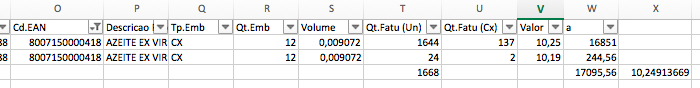 O P Q R S T U V W X
Cd.EAN Descricao I Tp.Emb Qt.Emb Volume Qt.Fatu (Un) Qt.Fatu (Cx) Valor a
38 8007150000418 AZEITE EX VIR CX 12 0,009072 1644 137 10,25 16851
38 8007150000418 AZEITE EX VIR CX 12 0,009072 24 2 10,19 244,56
1668 17095,56 10,24913669